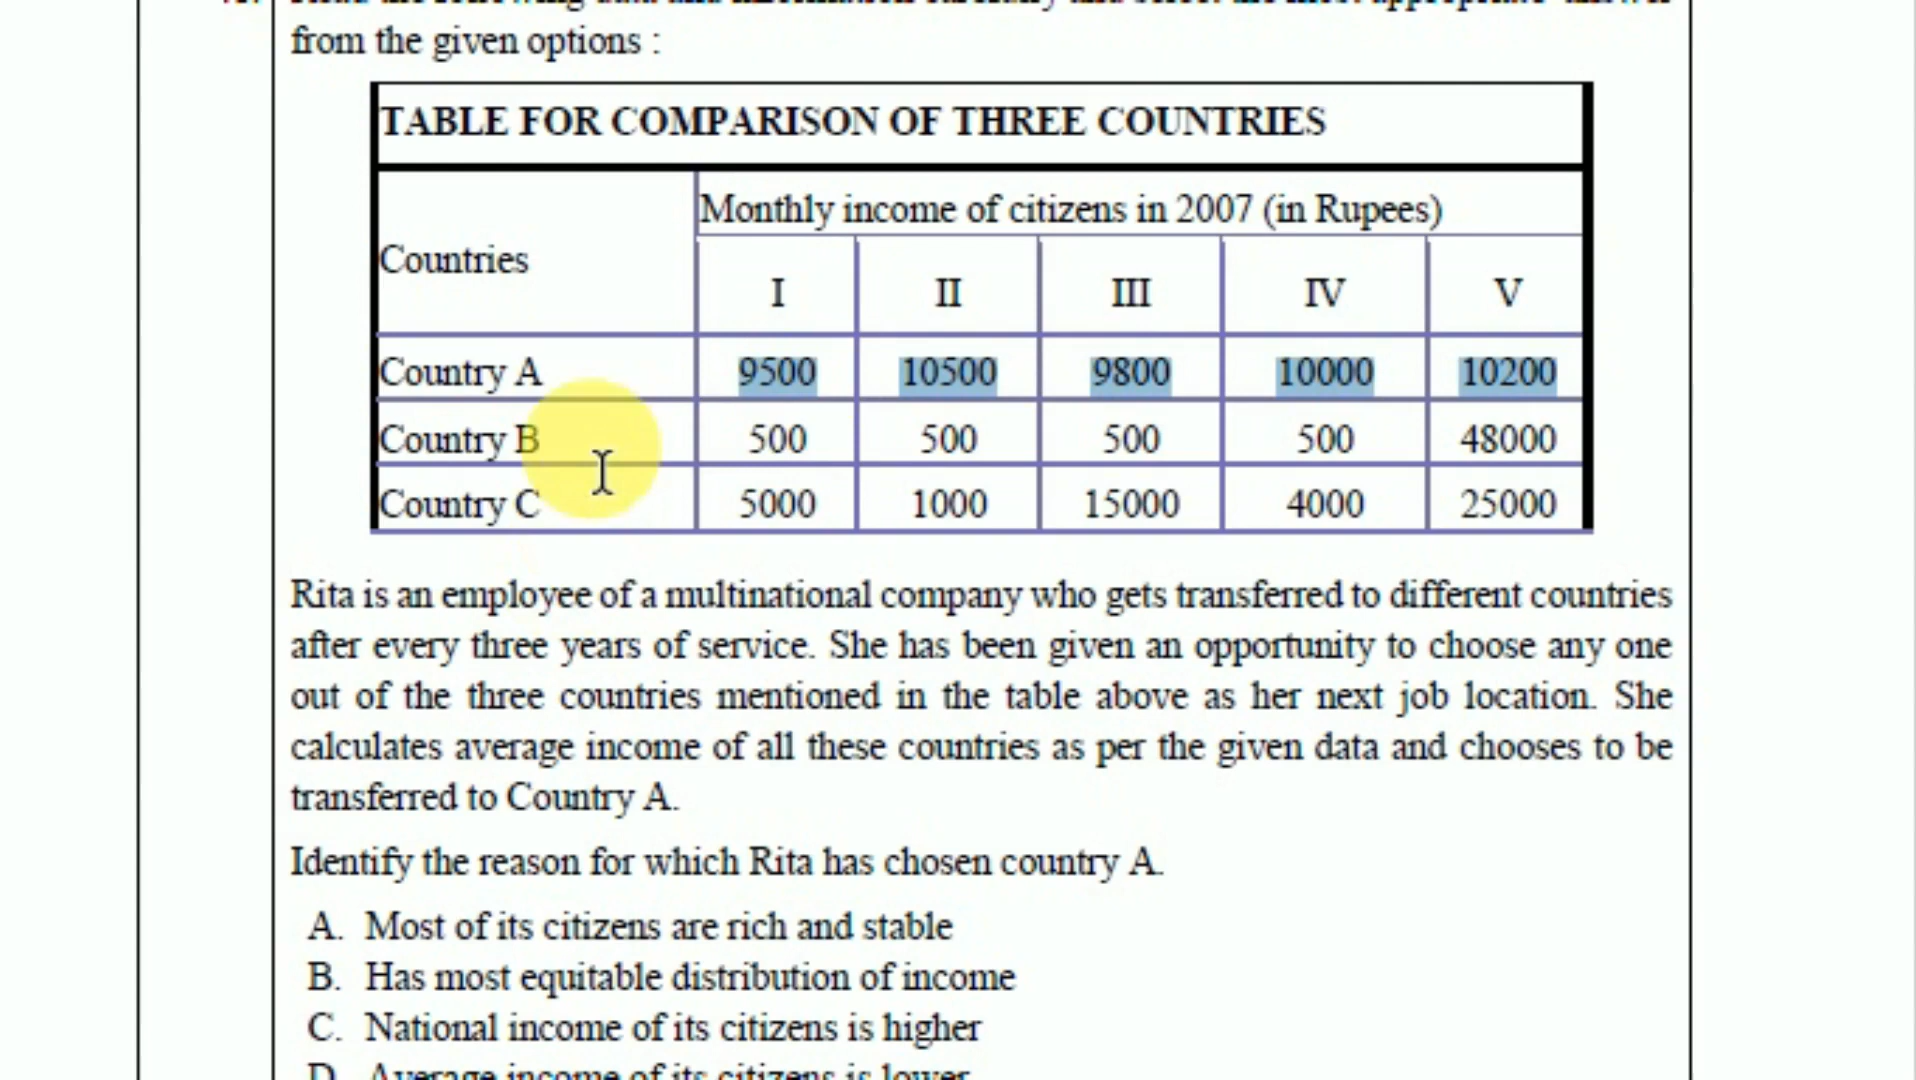 from the given options :
TABLE FOR COMPARISON OF THREE COUNTRIES
Countries
Monthly income of citizens in 2007 (in Rupees)
I II III IV V
Country A 9500 10500 9800 10000 10200
Country B 500 500 500 500 48000
Country C 5000 1000 15000 4000 25000
Rita is an employee of a multinational company who gets transferred to different countries
after every three years of service. She has been given an opportunity to choose any one
out of the three countries mentioned in the table above as her next job location. She
calculates average income of all these countries as per the given data and chooses to be
transferred to Country A.
Identify the reason for which Rita has chosen country A.
A. Most of its citizens are rich and stable
B. Has most equitable distribution of income
C. National income of its citizens is higher
D. Average income of its citizens is lower